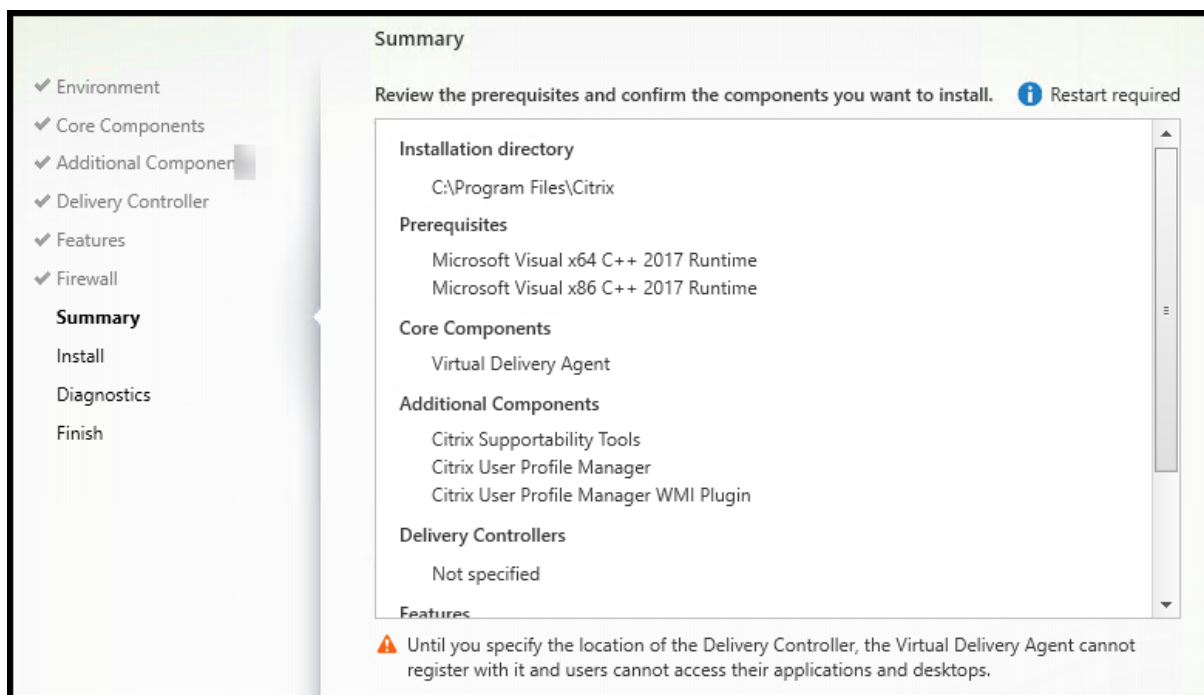 Summary
Environment
Core Components
Additional Componen
Delivery Controller
Features
Firewall
Summary
Install
Diagnostics
Finish
Review the prerequisites and confirm the components you want to install.
Restart required
Installation directory
C:\Program Files\Citrix
Prerequisites
Microsoft Visual x64 C++ 2017 Runtime
Microsoft Visual x86 C++ 2017 Runtime
Core Components
Virtual Delivery Agent
Additional Components
Citrix Supportability Tools
Citrix User Profile Manager
Citrix User Profile Manager WMI Plugin
Delivery Controllers
Not specified
Features
Until you specify the location of the Delivery Controller, the Virtual Delivery Agent cannot
register with it and users cannot access their applications and desktops.